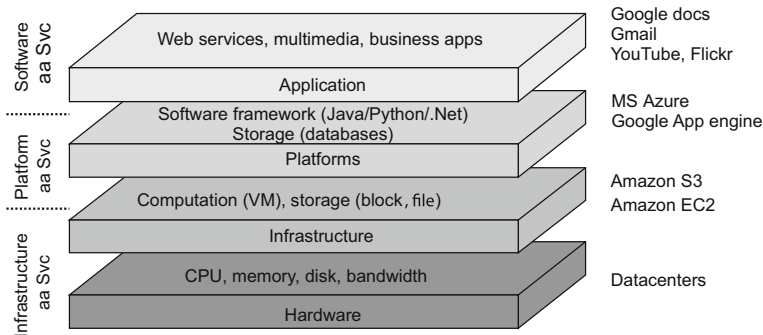 Software
aa Svc
Web services, multimedia, business apps
Application
Google docs
Gmail
YouTube, Flickr
Platform
aa Svc
Software framework (Java/Python/.Net)
Storage (databases)
Platforms
MS Azure
Google App engine
Infrastructure
aa Svc
Computation (VM), storage (block, file)
Infrastructure
Amazon S3
Amazon EC2
CPU, memory, disk, bandwidth
Hardware
Datacenters